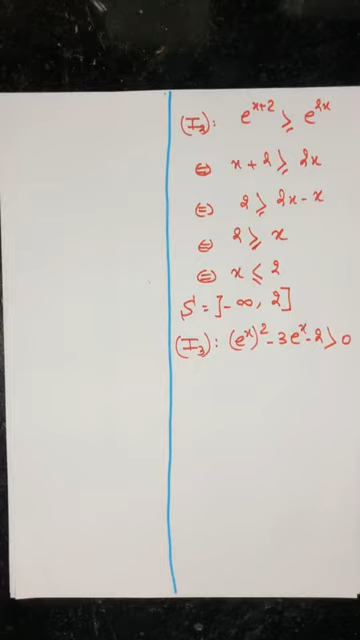 (I₂): e^{x+2} ⩾ e^{2x}
⇔ x + 2 ⩾ 2x
⇔ 2 ⩾ 2x - x
⇔ 2 ⩾ x
⇔ x ⩽ 2
S = ]-∞, 2]
(I₃): (e^x)^2 - 3e^x - 2 > 0